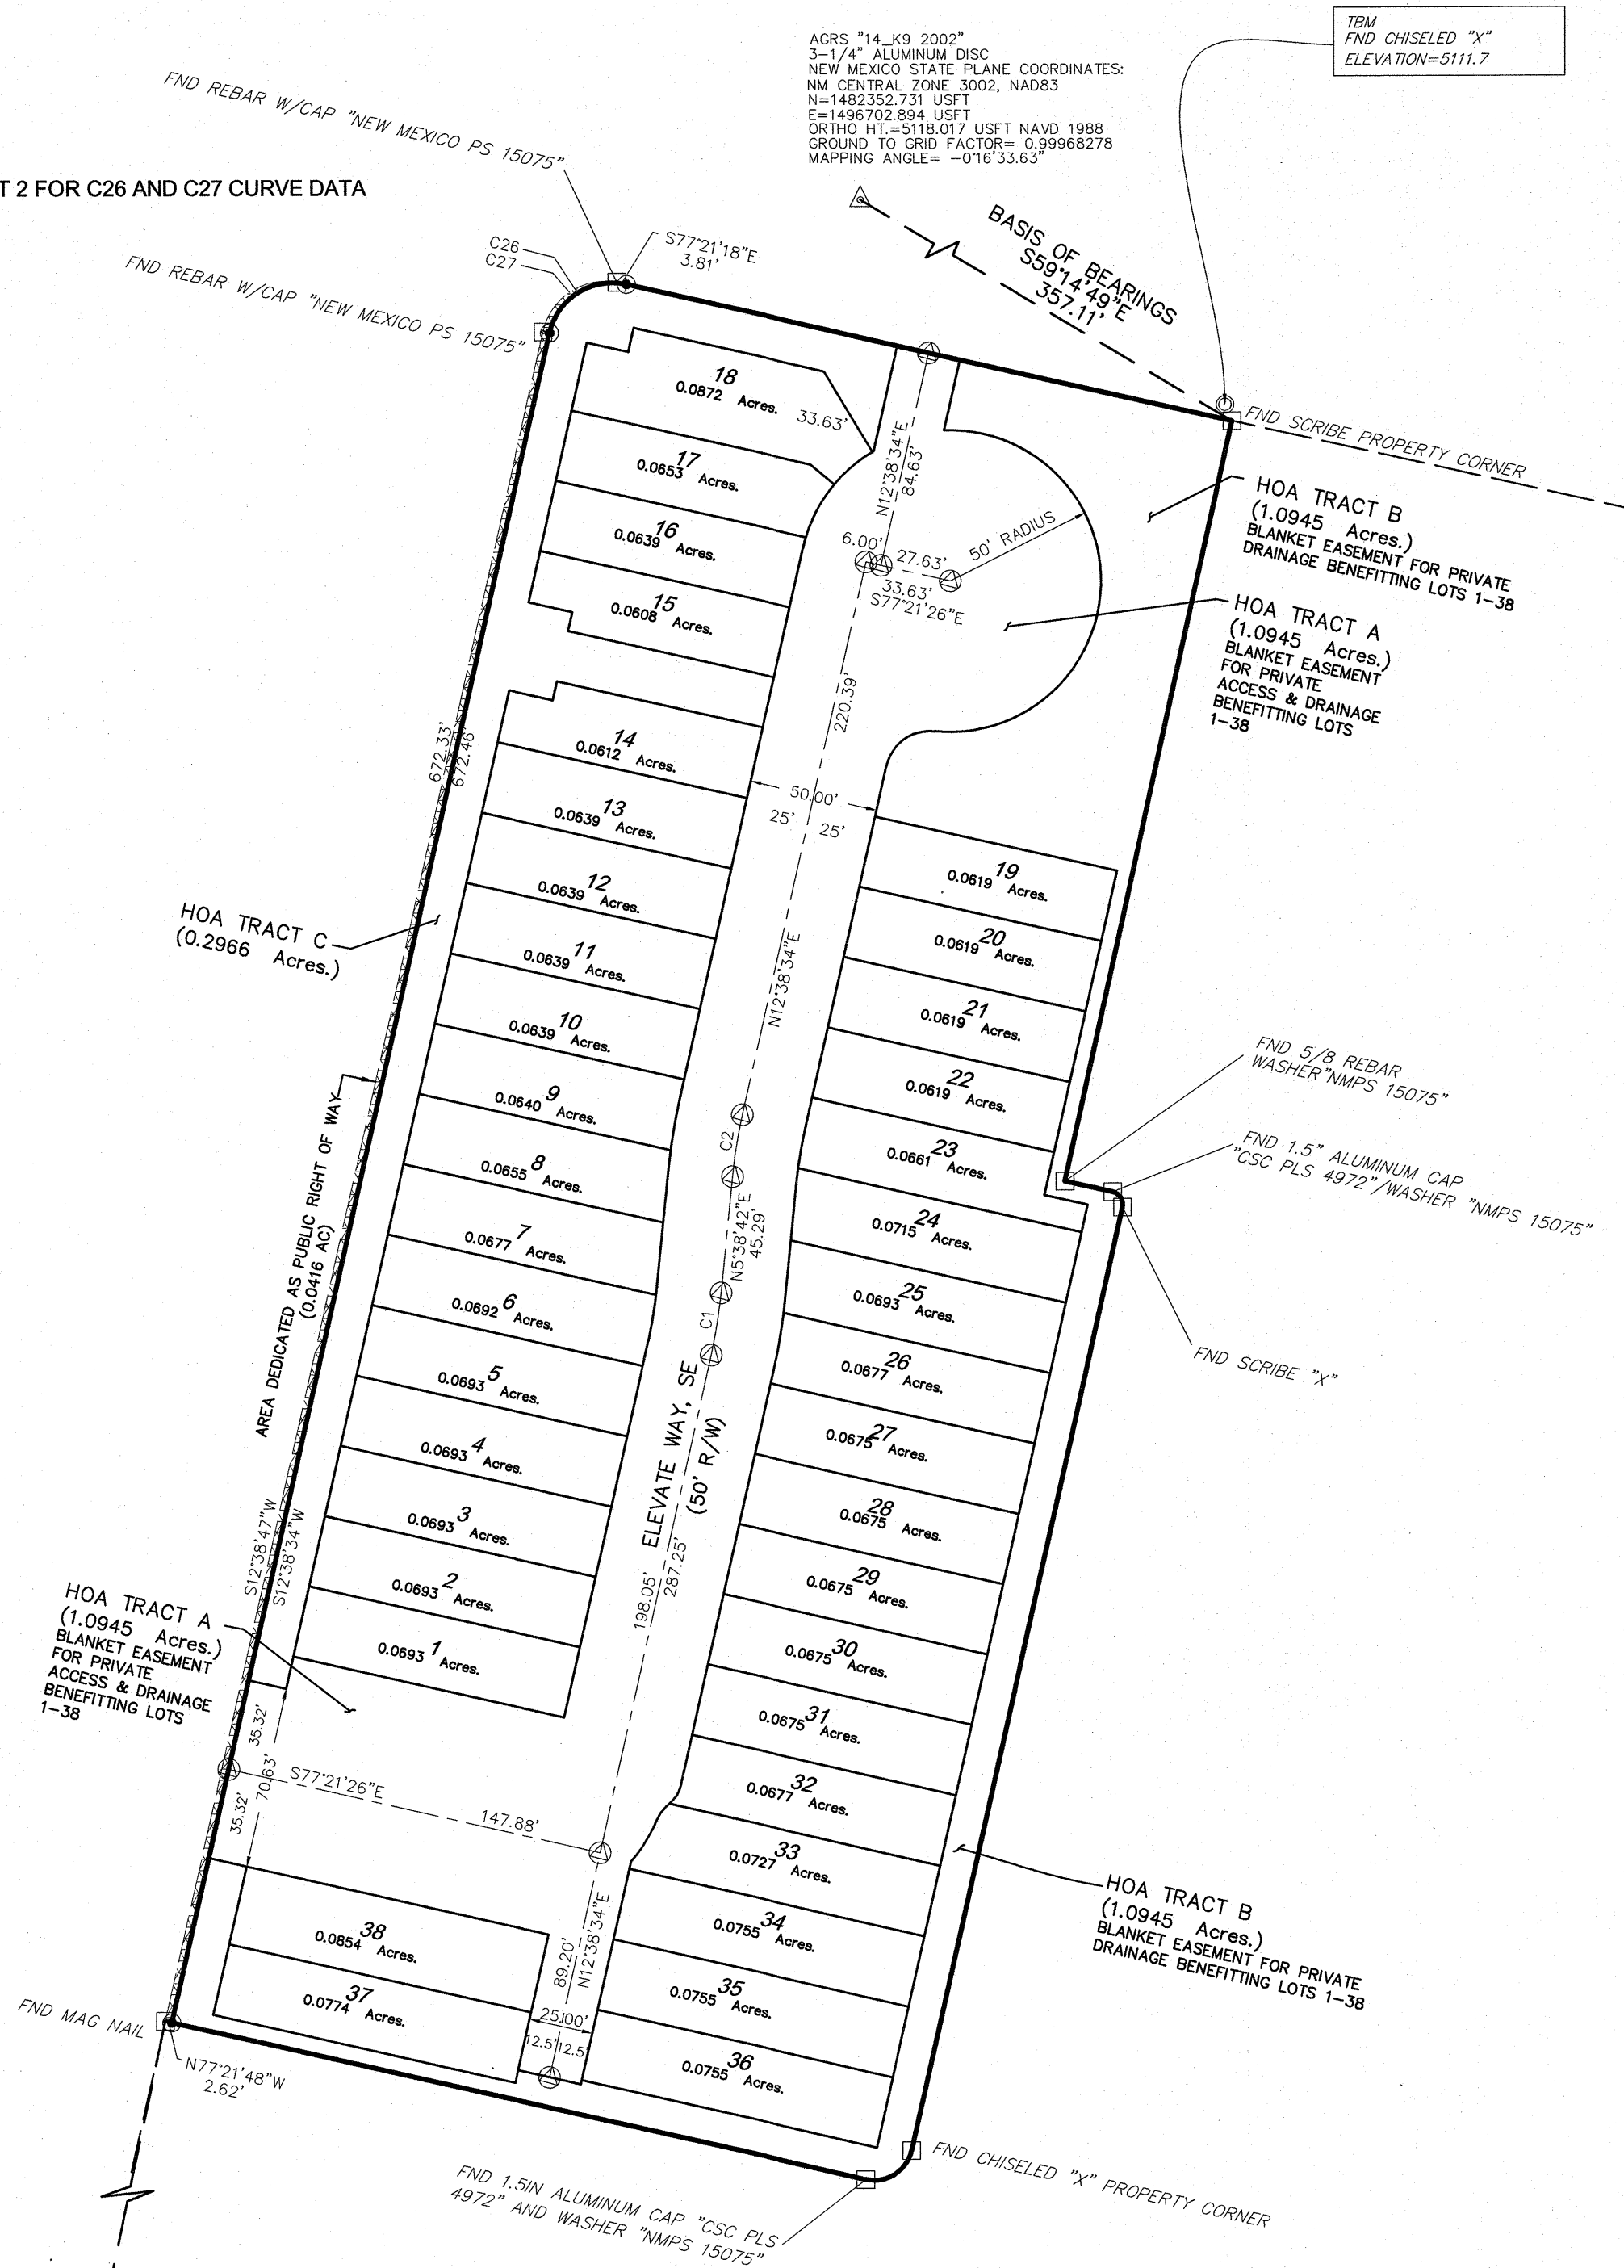 TBM
FND CHISELED "X"
ELEVATION=5111.7
AGRS "14_K9 2002"
3-1/4" ALUMINUM DISC
NEW MEXICO STATE PLANE COORDINATES:
NM CENTRAL ZONE 3002, NAD83
N=1482352.731 USFT
E=1496702.894 USFT
ORTHO HT.=5118.017 USFT NAVD 1988
GROUND TO GRID FACTOR= 0.99968278
MAPPING ANGLE= -0°16'33.63"
FND REBAR W/CAP "NEW MEXICO PS 15075"
T 2 FOR C26 AND C27 CURVE DATA
BASIS OF BEARINGS
S59°14'49"E
357.11'
C26
C27
S77°21'18"E
3.81'
FND REBAR W/CAP "NEW MEXICO PS 15075"
18
0.0872 Acres.
33.63'
N12°38'34"E
84.63'
FND SCRIBE PROPERTY CORNER
17
0.0653 Acres.
16
0.0639 Acres.
15
0.0608 Acres.
6.00'
27.63'
33.63'
S77°21'26"E
50' RADIUS
HOA TRACT B
(1.0945 Acres.)
BLANKET EASEMENT FOR PRIVATE
DRAINAGE BENEFITTING LOTS 1-38
HOA TRACT A
(1.0945 Acres.)
BLANKET EASEMENT
FOR PRIVATE
ACCESS & DRAINAGE
BENEFITTING LOTS
1-38
220.39'
672.33'
672.46'
14
0.0612 Acres.
50.00'
25' 25'
13
0.0639 Acres.
12
0.0639 Acres.
11
0.0639 Acres.
10
0.0639 Acres.
9
0.0640 Acres.
8
0.0655 Acres.
7
0.0677 Acres.
6
0.0692 Acres.
5
0.0693 Acres.
4
0.0693 Acres.
3
0.0693 Acres.
2
0.0693 Acres.
1
0.0693 Acres.
19
0.0619 Acres.
20
0.0619 Acres.
21
0.0619 Acres.
22
0.0619 Acres.
23
0.0661 Acres.
24
0.0715 Acres.
25
0.0693 Acres.
26
0.0677 Acres.
27
0.0675 Acres.
28
0.0675 Acres.
29
0.0675 Acres.
30
0.0675 Acres.
31
0.0675 Acres.
32
0.0677 Acres.
33
0.0727 Acres.
34
0.0755 Acres.
35
0.0755 Acres.
36
0.0755 Acres.
HOA TRACT C
(0.2966 Acres.)
N12°38'34"E
C2
N5°38'42"E
45.29'
C1
FND 5/8 REBAR
WASHER"NMPS 15075"
FND 1.5" ALUMINUM CAP
"CSC PLS 4972"/WASHER "NMPS 15075"
FND SCRIBE "X"
AREA DEDICATED AS PUBLIC RIGHT OF WAY
(0.0416 AC)
ELEVATE WAY, SE
(50' R/W)
198.05'
287.25'
S12°38'47"W
S12°38'34"W
HOA TRACT A
(1.0945 Acres.)
BLANKET EASEMENT
FOR PRIVATE
ACCESS & DRAINAGE
BENEFITTING LOTS
1-38
35.32'
70.63'
35.32'
S77°21'26"E
147.88'
HOA TRACT B
(1.0945 Acres.)
BLANKET EASEMENT FOR PRIVATE
DRAINAGE BENEFITTING LOTS 1-38
38
0.0854 Acres.
37
0.0774 Acres.
89.20'
N12°38'34"E
25.00'
12.5' 12.5'
FND MAG NAIL
N77°21'48"W
2.62'
FND CHISELED "X" PROPERTY CORNER
FND 1.5IN ALUMINUM CAP "CSC PLS
4972" AND WASHER "NMPS 15075"